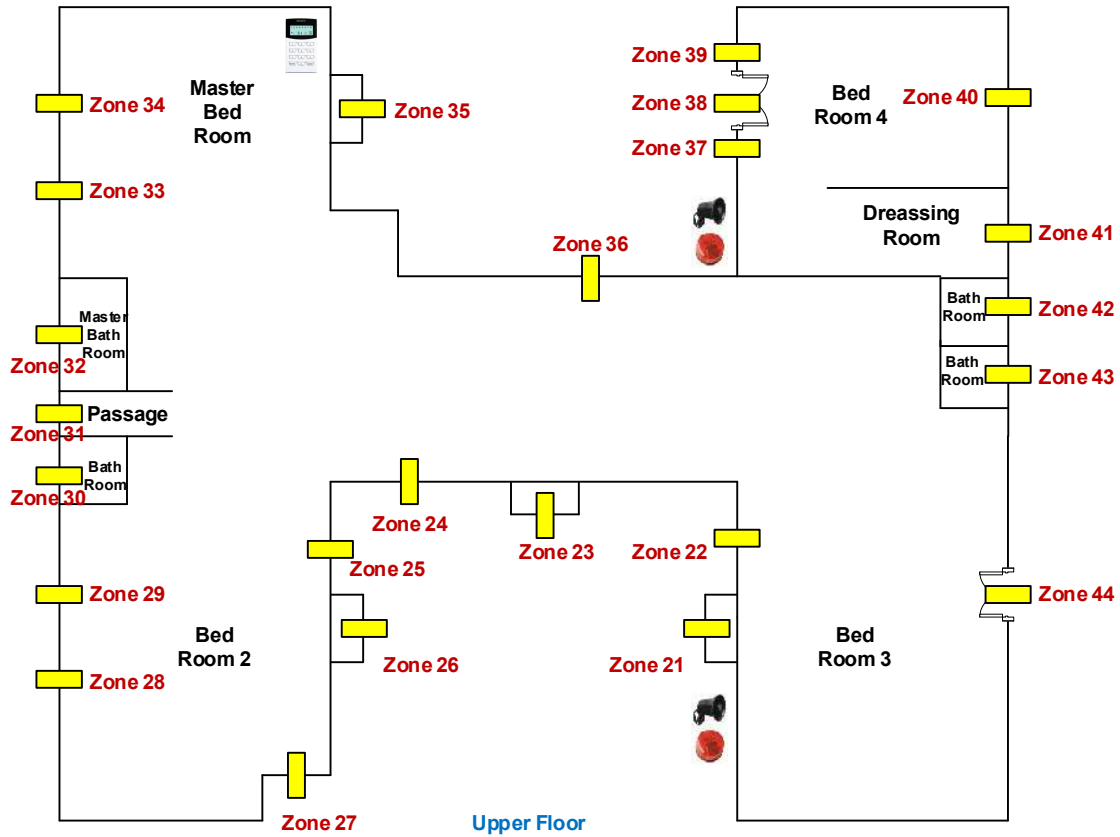 Zone 39
Zone 34
Master
Bed
Room
Zone 35
Zone 38
Bed
Room 4
Zone 40
Zone 37
Zone 33
Dreassing
Room
Zone 41
Zone 36
Master
Bath
Room
Zone 32
Bath
Room
Zone 42
Bath
Room
Zone 43
Passage
Zone 31
Bath
Room
Zone 30
Zone 24
Zone 23
Zone 22
Zone 25
Zone 29
Zone 44
Bed
Room 2
Zone 26
Zone 21
Bed
Room 3
Zone 28
Zone 27
Upper Floor